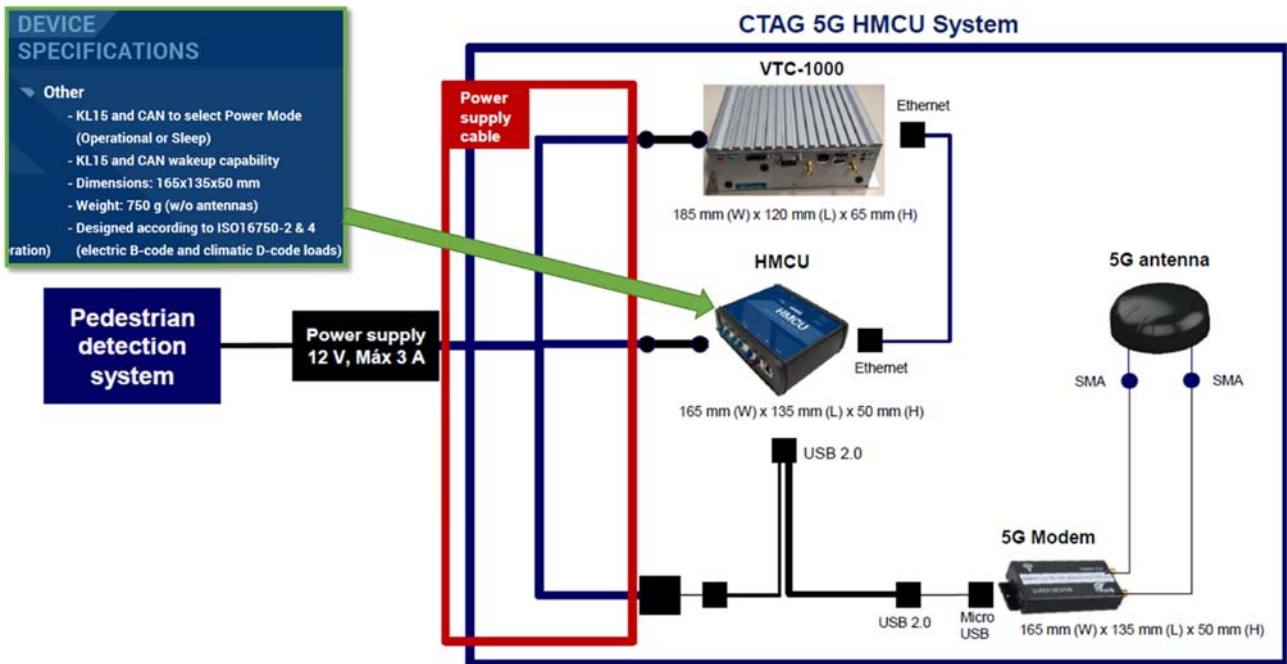 DEVICE
SPECIFICATIONS
Other
- KL15 and CAN to select Power Mode
(Operational or Sleep)
- KL15 and CAN wakeup capability
- Dimensions: 165x135x50 mm
- Weight: 750 g (w/o antennas)
- Designed according to ISO16750-2 & 4
eration) (electric B-code and climatic D-code loads)
CTAG 5G HMCU System
VTC-1000
Power
supply
cable
Ethernet
185 mm (W) x 120 mm (L) x 65 mm (H)
HMCU
HMCU
5G antenna
Pedestrian
detection
system
Power supply
12 V, Máx 3 A
Ethernet
SMA
SMA
165 mm (W) x 135 mm (L) x 50 mm (H)
USB 2.0
5G Modem
USB 2.0
Micro
USB
165 mm (W) x 135 mm (L) x 50 mm (H)